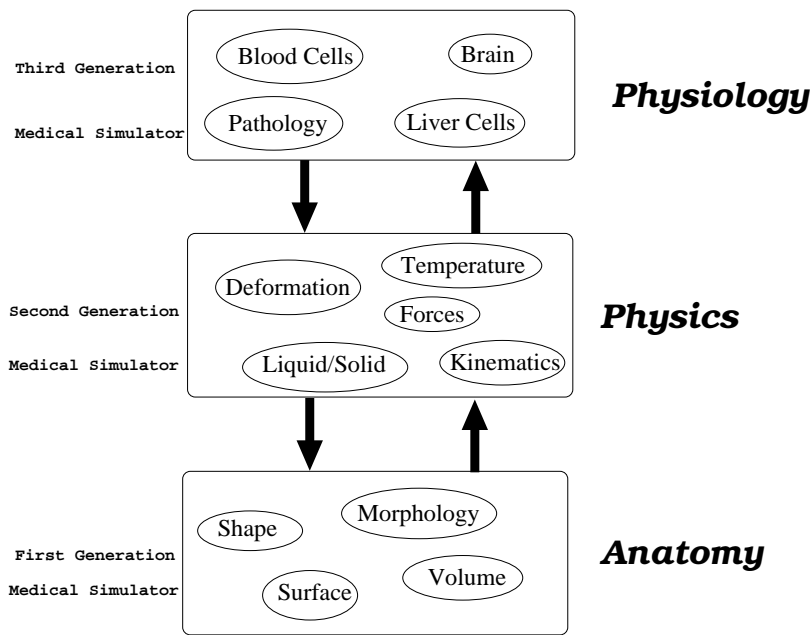 Blood Cells
Brain
Third Generation
Physiology
Pathology
Liver Cells
Medical Simulator
Temperature
Deformation
Second Generation
Forces
Physics
Liquid/Solid
Kinematics
Medical Simulator
Morphology
Shape
First Generation
Anatomy
Volume
Medical Simulator
Surface